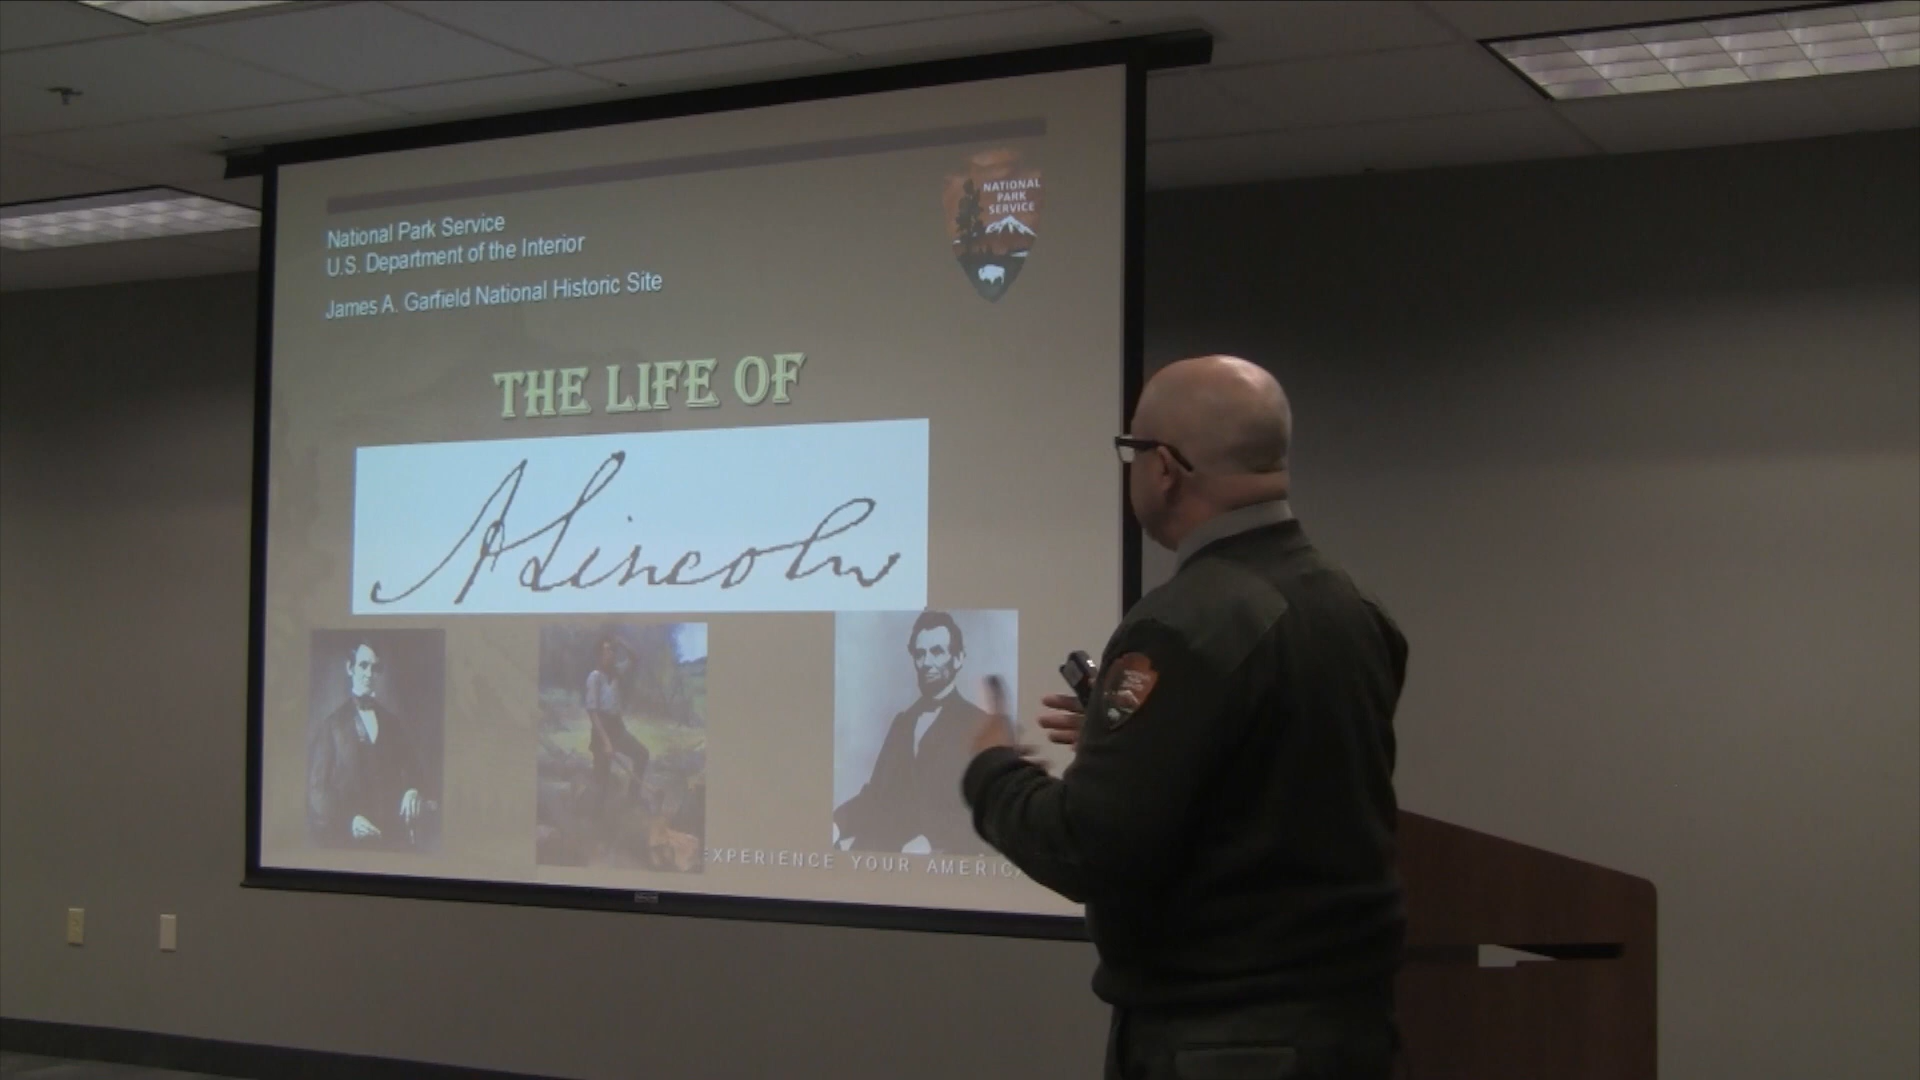 National Park Service
U.S. Department of the Interior
James A. Garfield National Historic Site
NATIONAL
PARK
SERVICE
THE LIFE OF
A Lincoln
EXPERIENCE YOUR AMERICA